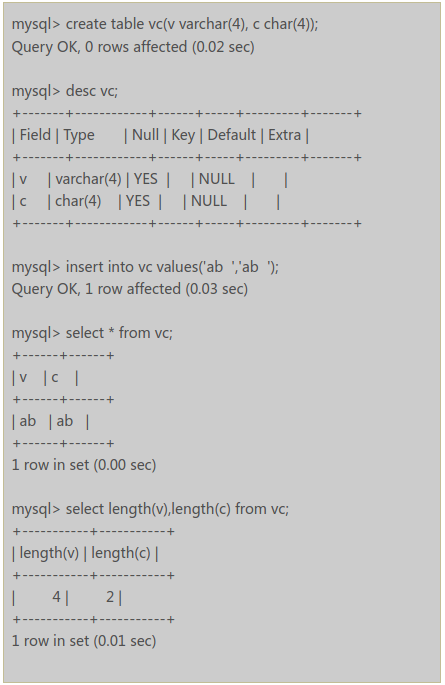 mysql> create table vc(v varchar(4), c char(4));
Query OK, 0 rows affected (0.02 sec)
mysql> desc vc;
+-------+------------+------+-----+---------+-------+
| Field | Type       | Null | Key | Default | Extra |
+-------+------------+------+-----+---------+-------+
| v     | varchar(4) | YES  |     | NULL    |       |
| c     | char(4)    | YES  |     | NULL    |       |
+-------+------------+------+-----+---------+-------+
mysql> insert into vc values('ab  ','ab  ');
Query OK, 1 row affected (0.03 sec)
mysql> select * from vc;
+------+------+
| v    | c    |
+------+------+
| ab   | ab   |
+------+------+
1 row in set (0.00 sec)
mysql> select length(v),length(c) from vc;
+-----------+-----------+
| length(v) | length(c) |
+-----------+-----------+
|         4 |         2 |
+-----------+-----------+
1 row in set (0.01 sec)